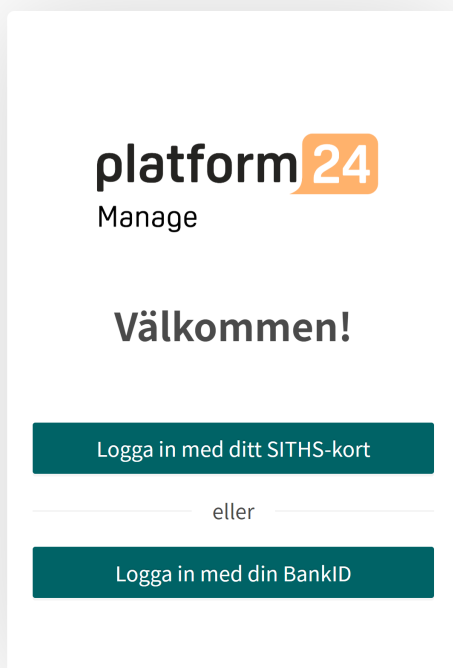 platform24
Manage
Välkommen!
Logga in med ditt SITHS-kort
eller
Logga in med din BankID